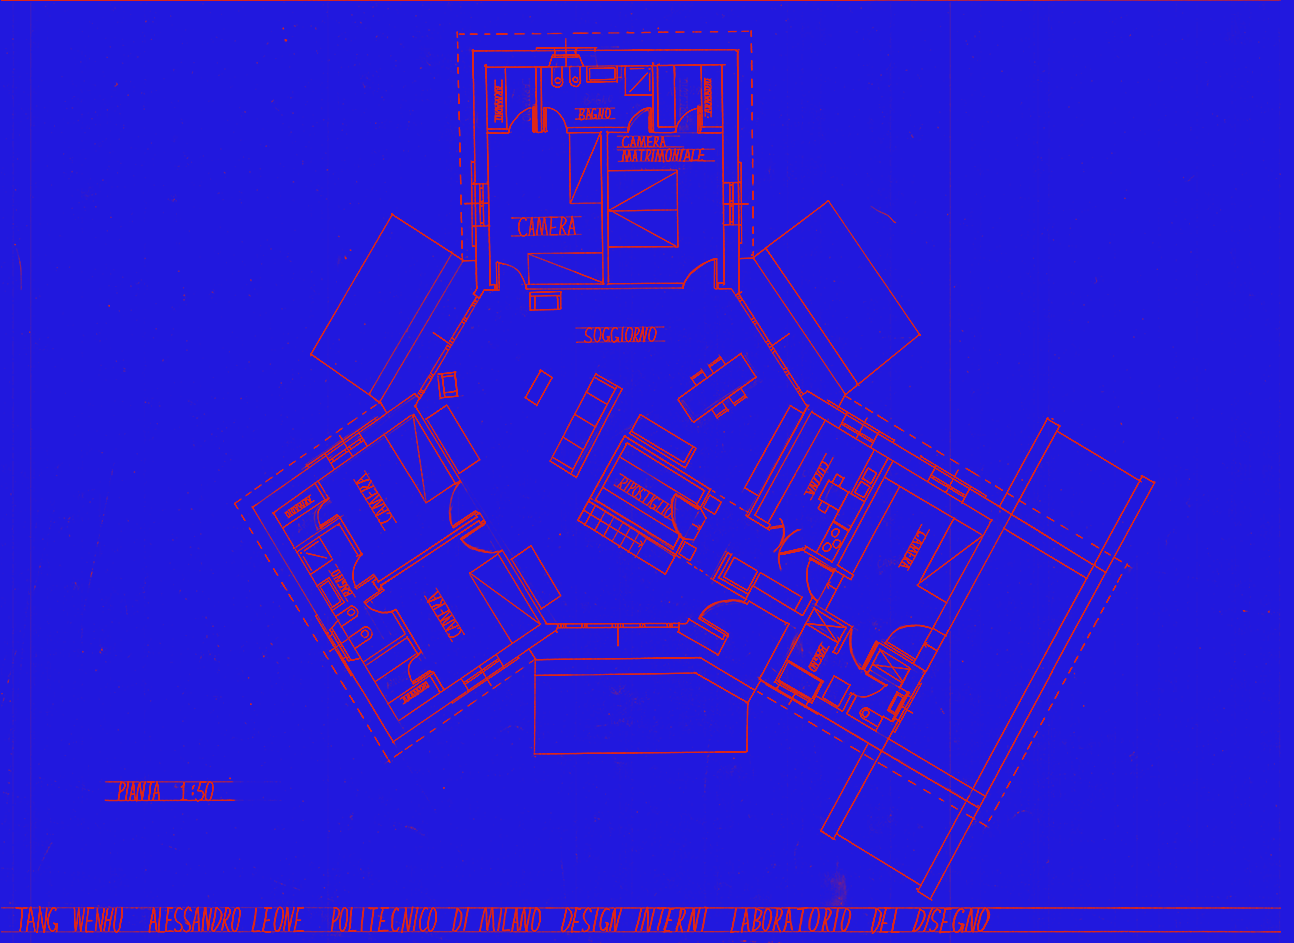 BAGNO
CAMERA
MATRIMONIALE
CAMERA
SOGGIORNO
CAMERA
RIPOSTIGLIO
CUCINA
CAMERA
BAGNO
CAMERA
BAGNO
PIANTA 1:50
TANG WENHU ALESSANDRO LEONE POLITECNICO DI MILANO DESIGN INTERNI LABORATORIO DEL DISEGNO